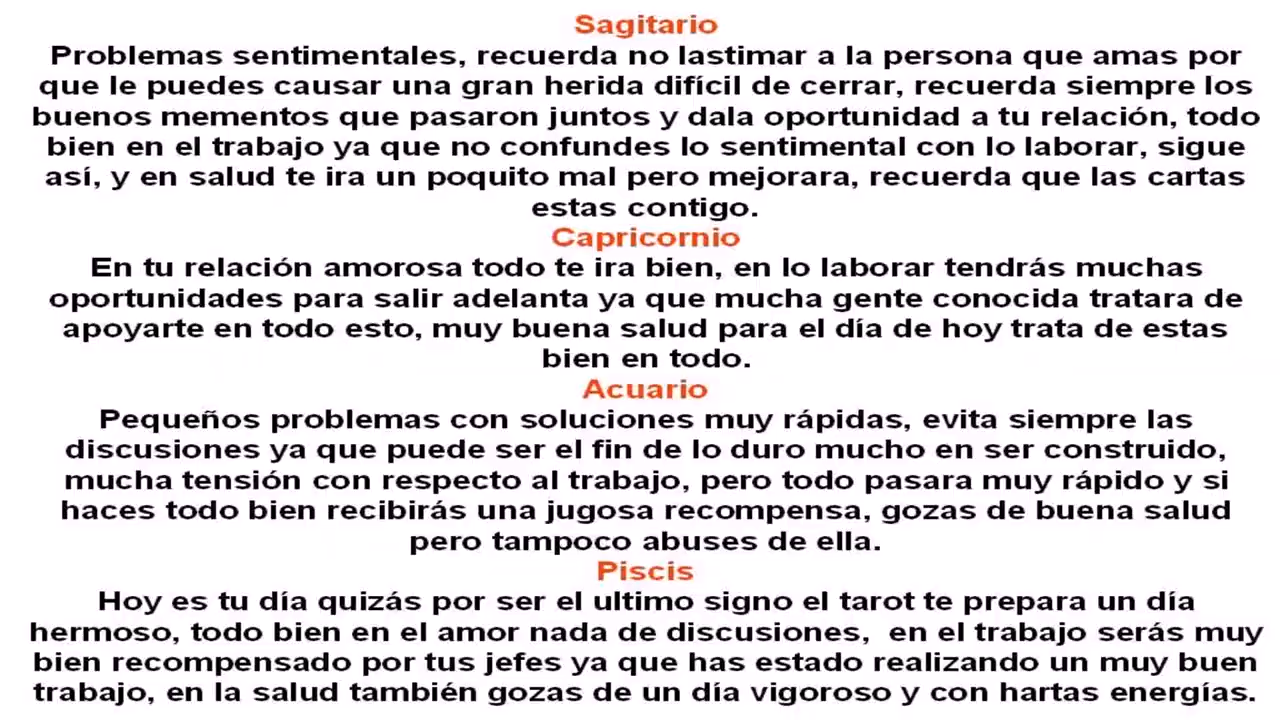 Sagitario
Problemas sentimentales, recuerda no lastimar a la persona que amas por
que le puedes causar una gran herida difícil de cerrar, recuerda siempre los
buenos mementos que pasaron juntos y dala oportunidad a tu relación, todo
bien en el trabajo ya que no confundes lo sentimental con lo laborar, sigue
así, y en salud te ira un poquito mal pero mejorara, recuerda que las cartas
estas contigo.
Capricornio
En tu relación amorosa todo te ira bien, en lo laborar tendrás muchas
oportunidades para salir adelanta ya que mucha gente conocida tratara de
apoyarte en todo esto, muy buena salud para el día de hoy trata de estas
bien en todo.
Acuario
Pequeños problemas con soluciones muy rápidas, evita siempre las
discusiones ya que puede ser el fin de lo duro mucho en ser construido,
mucha tensión con respecto al trabajo, pero todo pasara muy rápido y si
haces todo bien recibirás una jugosa recompensa, gozas de buena salud
pero tampoco abuses de ella.
Piscis
Hoy es tu día quizás por ser el ultimo signo el tarot te prepara un día
hermoso, todo bien en el amor nada de discusiones,  en el trabajo serás muy
bien recompensado por tus jefes ya que has estado realizando un muy buen
trabajo, en la salud también gozas de un día vigoroso y con hartas energías.